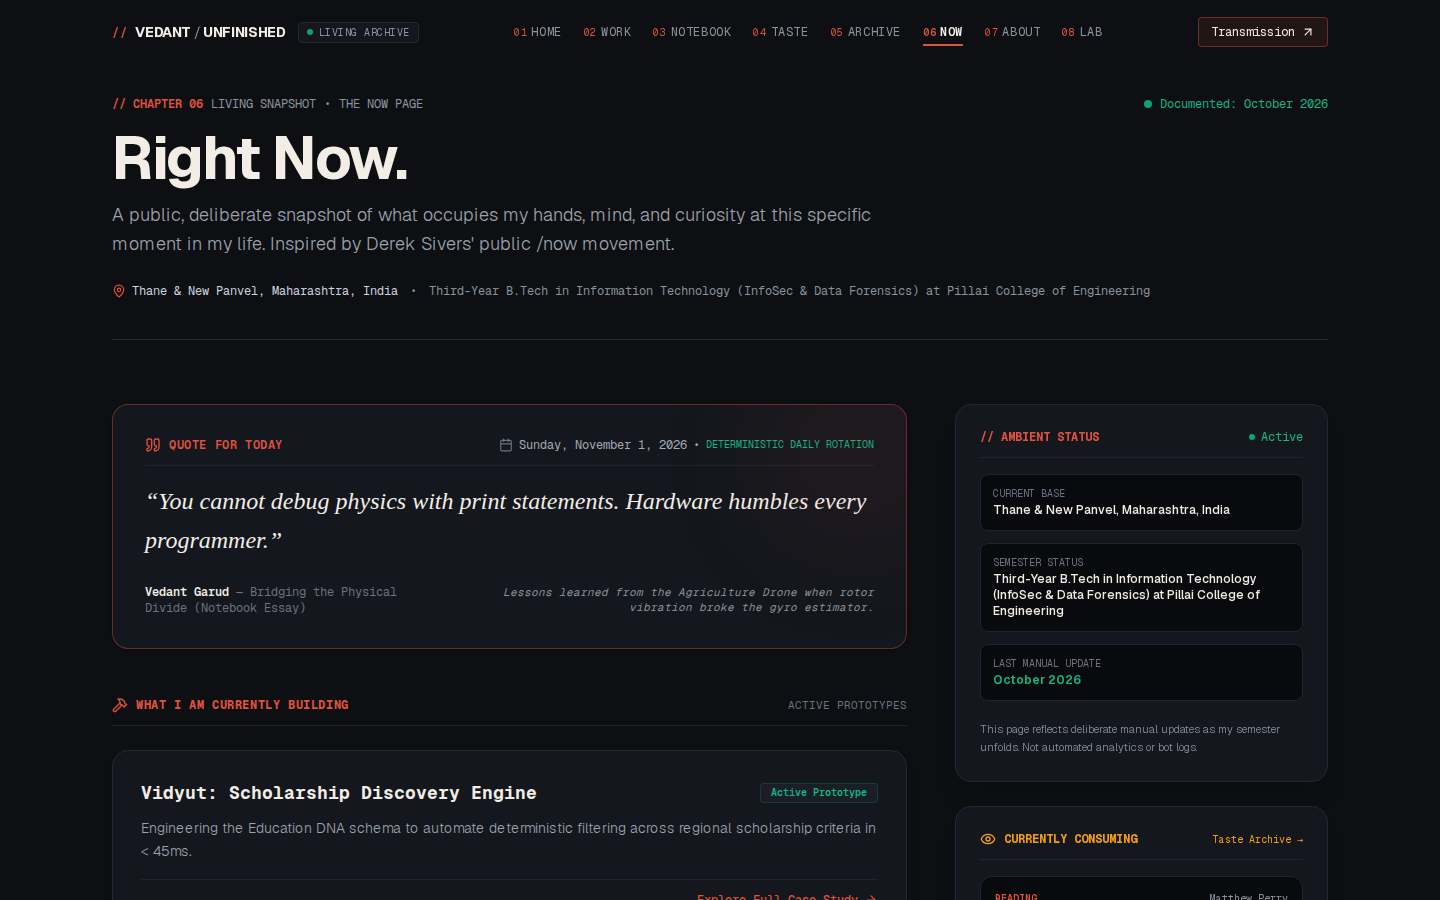 // VEDANT / UNFINISHED
LIVING ARCHIVE
01 HOME
02 WORK
03 NOTEBOOK
04 TASTE
05 ARCHIVE
06 NOW
07 ABOUT
08 LAB
Transmission
// CHAPTER 06 LIVING SNAPSHOT • THE NOW PAGE
Documented: October 2026
Right Now.
A public, deliberate snapshot of what occupies my hands, mind, and curiosity at this specific
moment in my life. Inspired by Derek Sivers' public /now movement.
Thane & New Panvel, Maharashtra, India • Third-Year B.Tech in Information Technology (InfoSec & Data Forensics) at Pillai College of Engineering
QUOTE FOR TODAY
Sunday, November 1, 2026 • DETERMINISTIC DAILY ROTATION
“You cannot debug physics with print statements. Hardware humbles every
programmer.”
Vedant Garud — Bridging the Physical
Divide (Notebook Essay)
Lessons learned from the Agriculture Drone when rotor
vibration broke the gyro estimator.
WHAT I AM CURRENTLY BUILDING
ACTIVE PROTOTYPES
Vidyut: Scholarship Discovery Engine
Active Prototype
Engineering the Education DNA schema to automate deterministic filtering across regional scholarship criteria in
< 45ms.
Explore Full Case Study →
// AMBIENT STATUS
Active
CURRENT BASE
Thane & New Panvel, Maharashtra, India
SEMESTER STATUS
Third-Year B.Tech in Information Technology
(InfoSec & Data Forensics) at Pillai College of
Engineering
LAST MANUAL UPDATE
October 2026
This page reflects deliberate manual updates as my semester
unfolds. Not automated analytics or bot logs.
CURRENTLY CONSUMING
Taste Archive →
READING
Matthew Perry